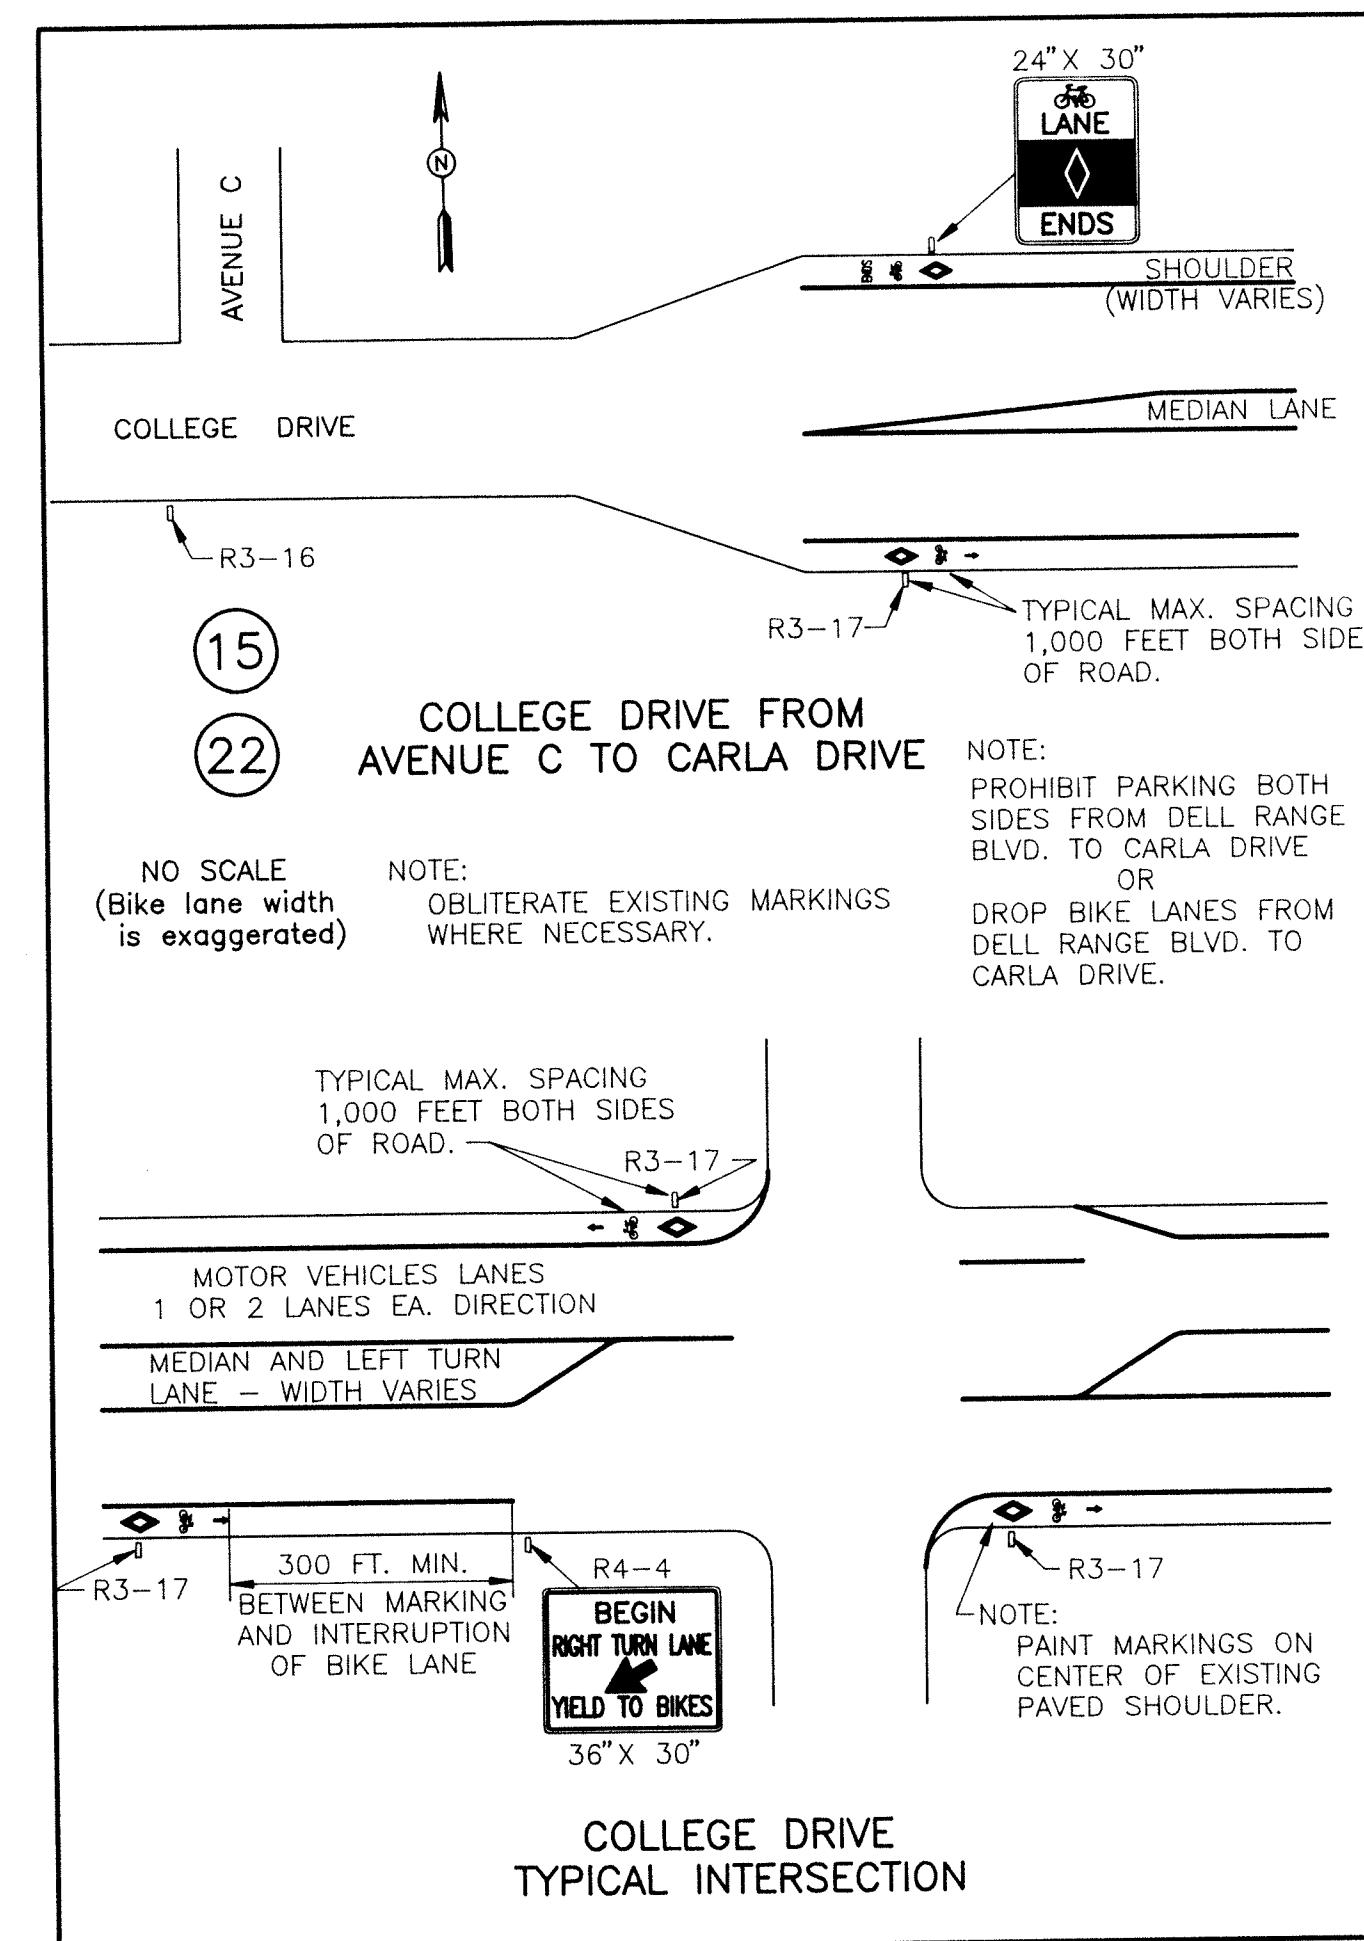 24"X 30"
LANE
ENDS
N
AVENUE C
ENDS
SHOULDER
(WIDTH VARIES)
COLLEGE DRIVE
MEDIAN LANE
R3-16
R3-17
TYPICAL MAX. SPACING
1,000 FEET BOTH SIDE
OF ROAD.
15
22
COLLEGE DRIVE FROM
AVENUE C TO CARLA DRIVE
NOTE:
PROHIBIT PARKING BOTH
SIDES FROM DELL RANGE
BLVD. TO CARLA DRIVE
OR
DROP BIKE LANES FROM
DELL RANGE BLVD. TO
CARLA DRIVE.
NO SCALE
(Bike lane width
is exaggerated)
NOTE:
OBLITERATE EXISTING MARKINGS
WHERE NECESSARY.
TYPICAL MAX. SPACING
1,000 FEET BOTH SIDES
OF ROAD.
R3-17
MOTOR VEHICLES LANES
1 OR 2 LANES EA. DIRECTION
MEDIAN AND LEFT TURN
LANE - WIDTH VARIES
R3-17
300 FT. MIN.
BETWEEN MARKING
AND INTERRUPTION
OF BIKE LANE
R4-4
BEGIN
RIGHT TURN LANE
YIELD TO BIKES
36"X 30"
R3-17
NOTE:
PAINT MARKINGS ON
CENTER OF EXISTING
PAVED SHOULDER.
COLLEGE DRIVE
TYPICAL INTERSECTION